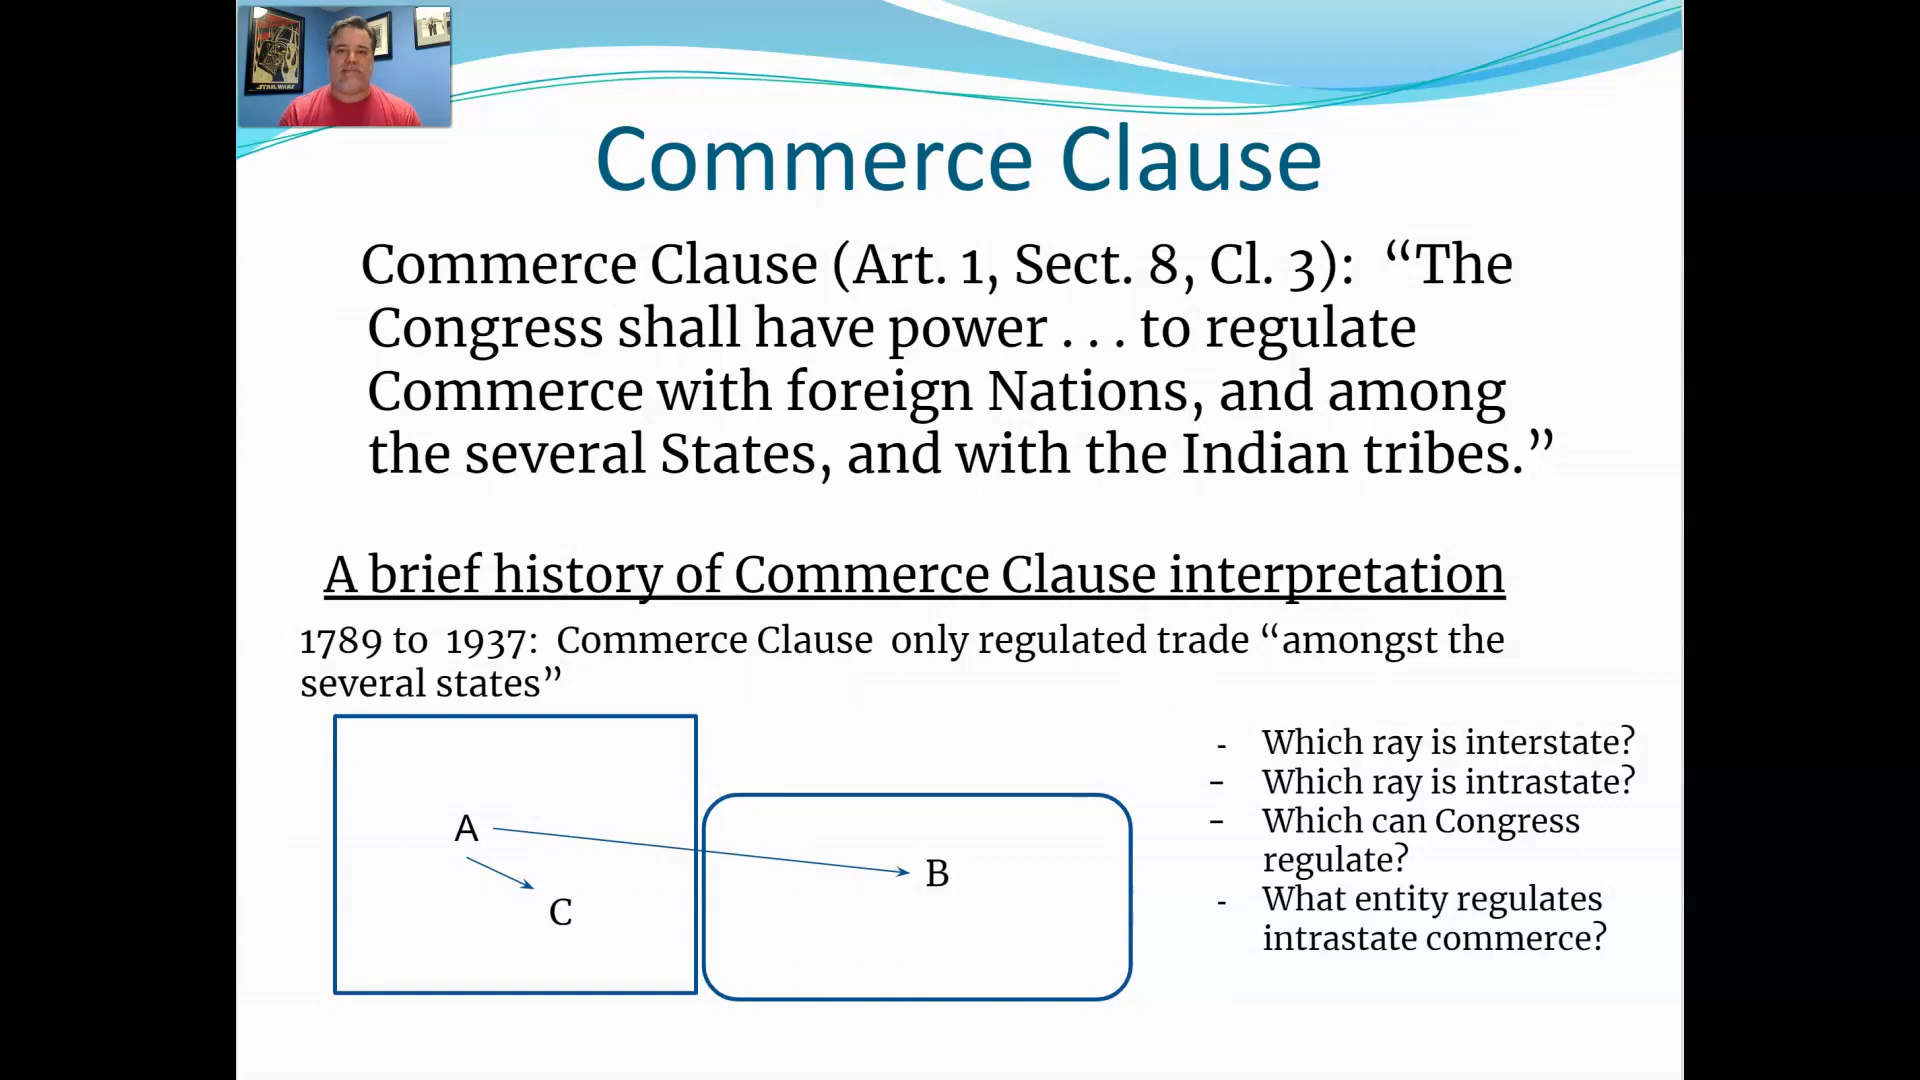 STAR.WARS
Commerce Clause
Commerce Clause (Art. 1, Sect. 8, Cl. 3):  “The
Congress shall have power . . . to regulate
Commerce with foreign Nations, and among
the several States, and with the Indian tribes.”
A brief history of Commerce Clause interpretation
1789 to  1937:  Commerce Clause  only regulated trade “amongst the
several states”
A
B
C
- Which ray is interstate?
- Which ray is intrastate?
- Which can Congress
regulate?
- What entity regulates
intrastate commerce?